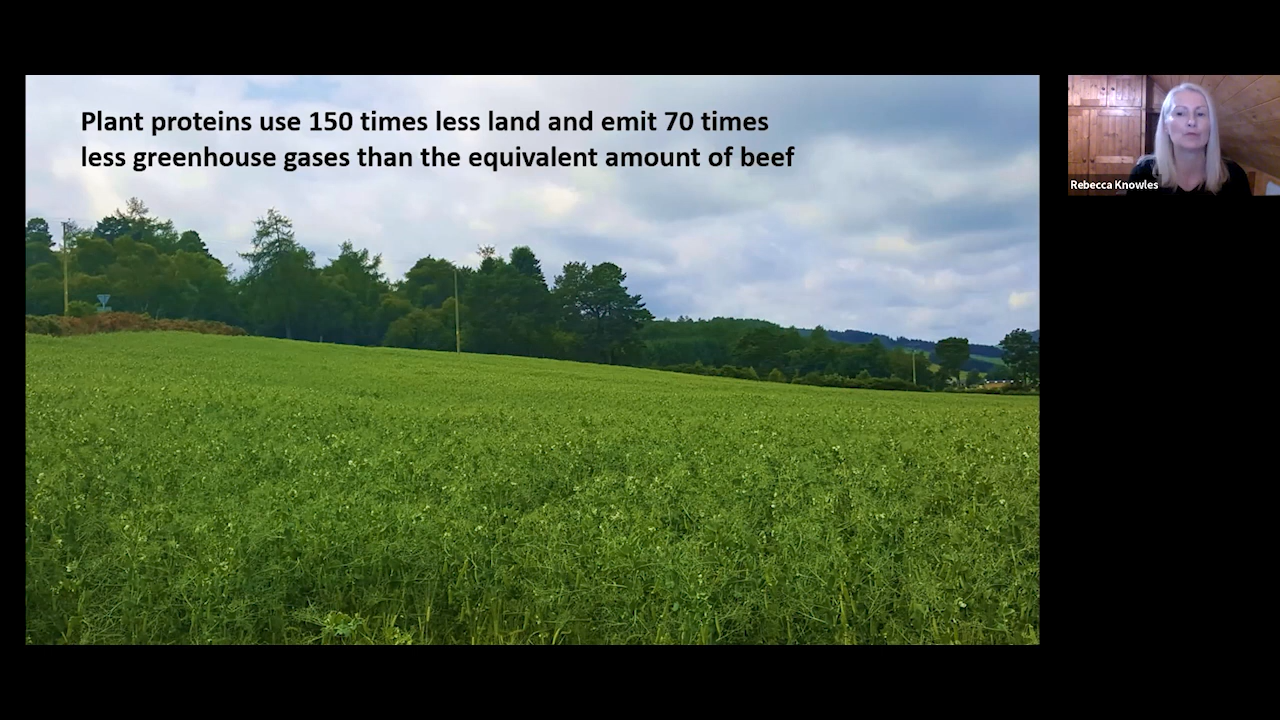 Plant proteins use 150 times less land and emit 70 times
less greenhouse gases than the equivalent amount of beef
Rebecca Knowles